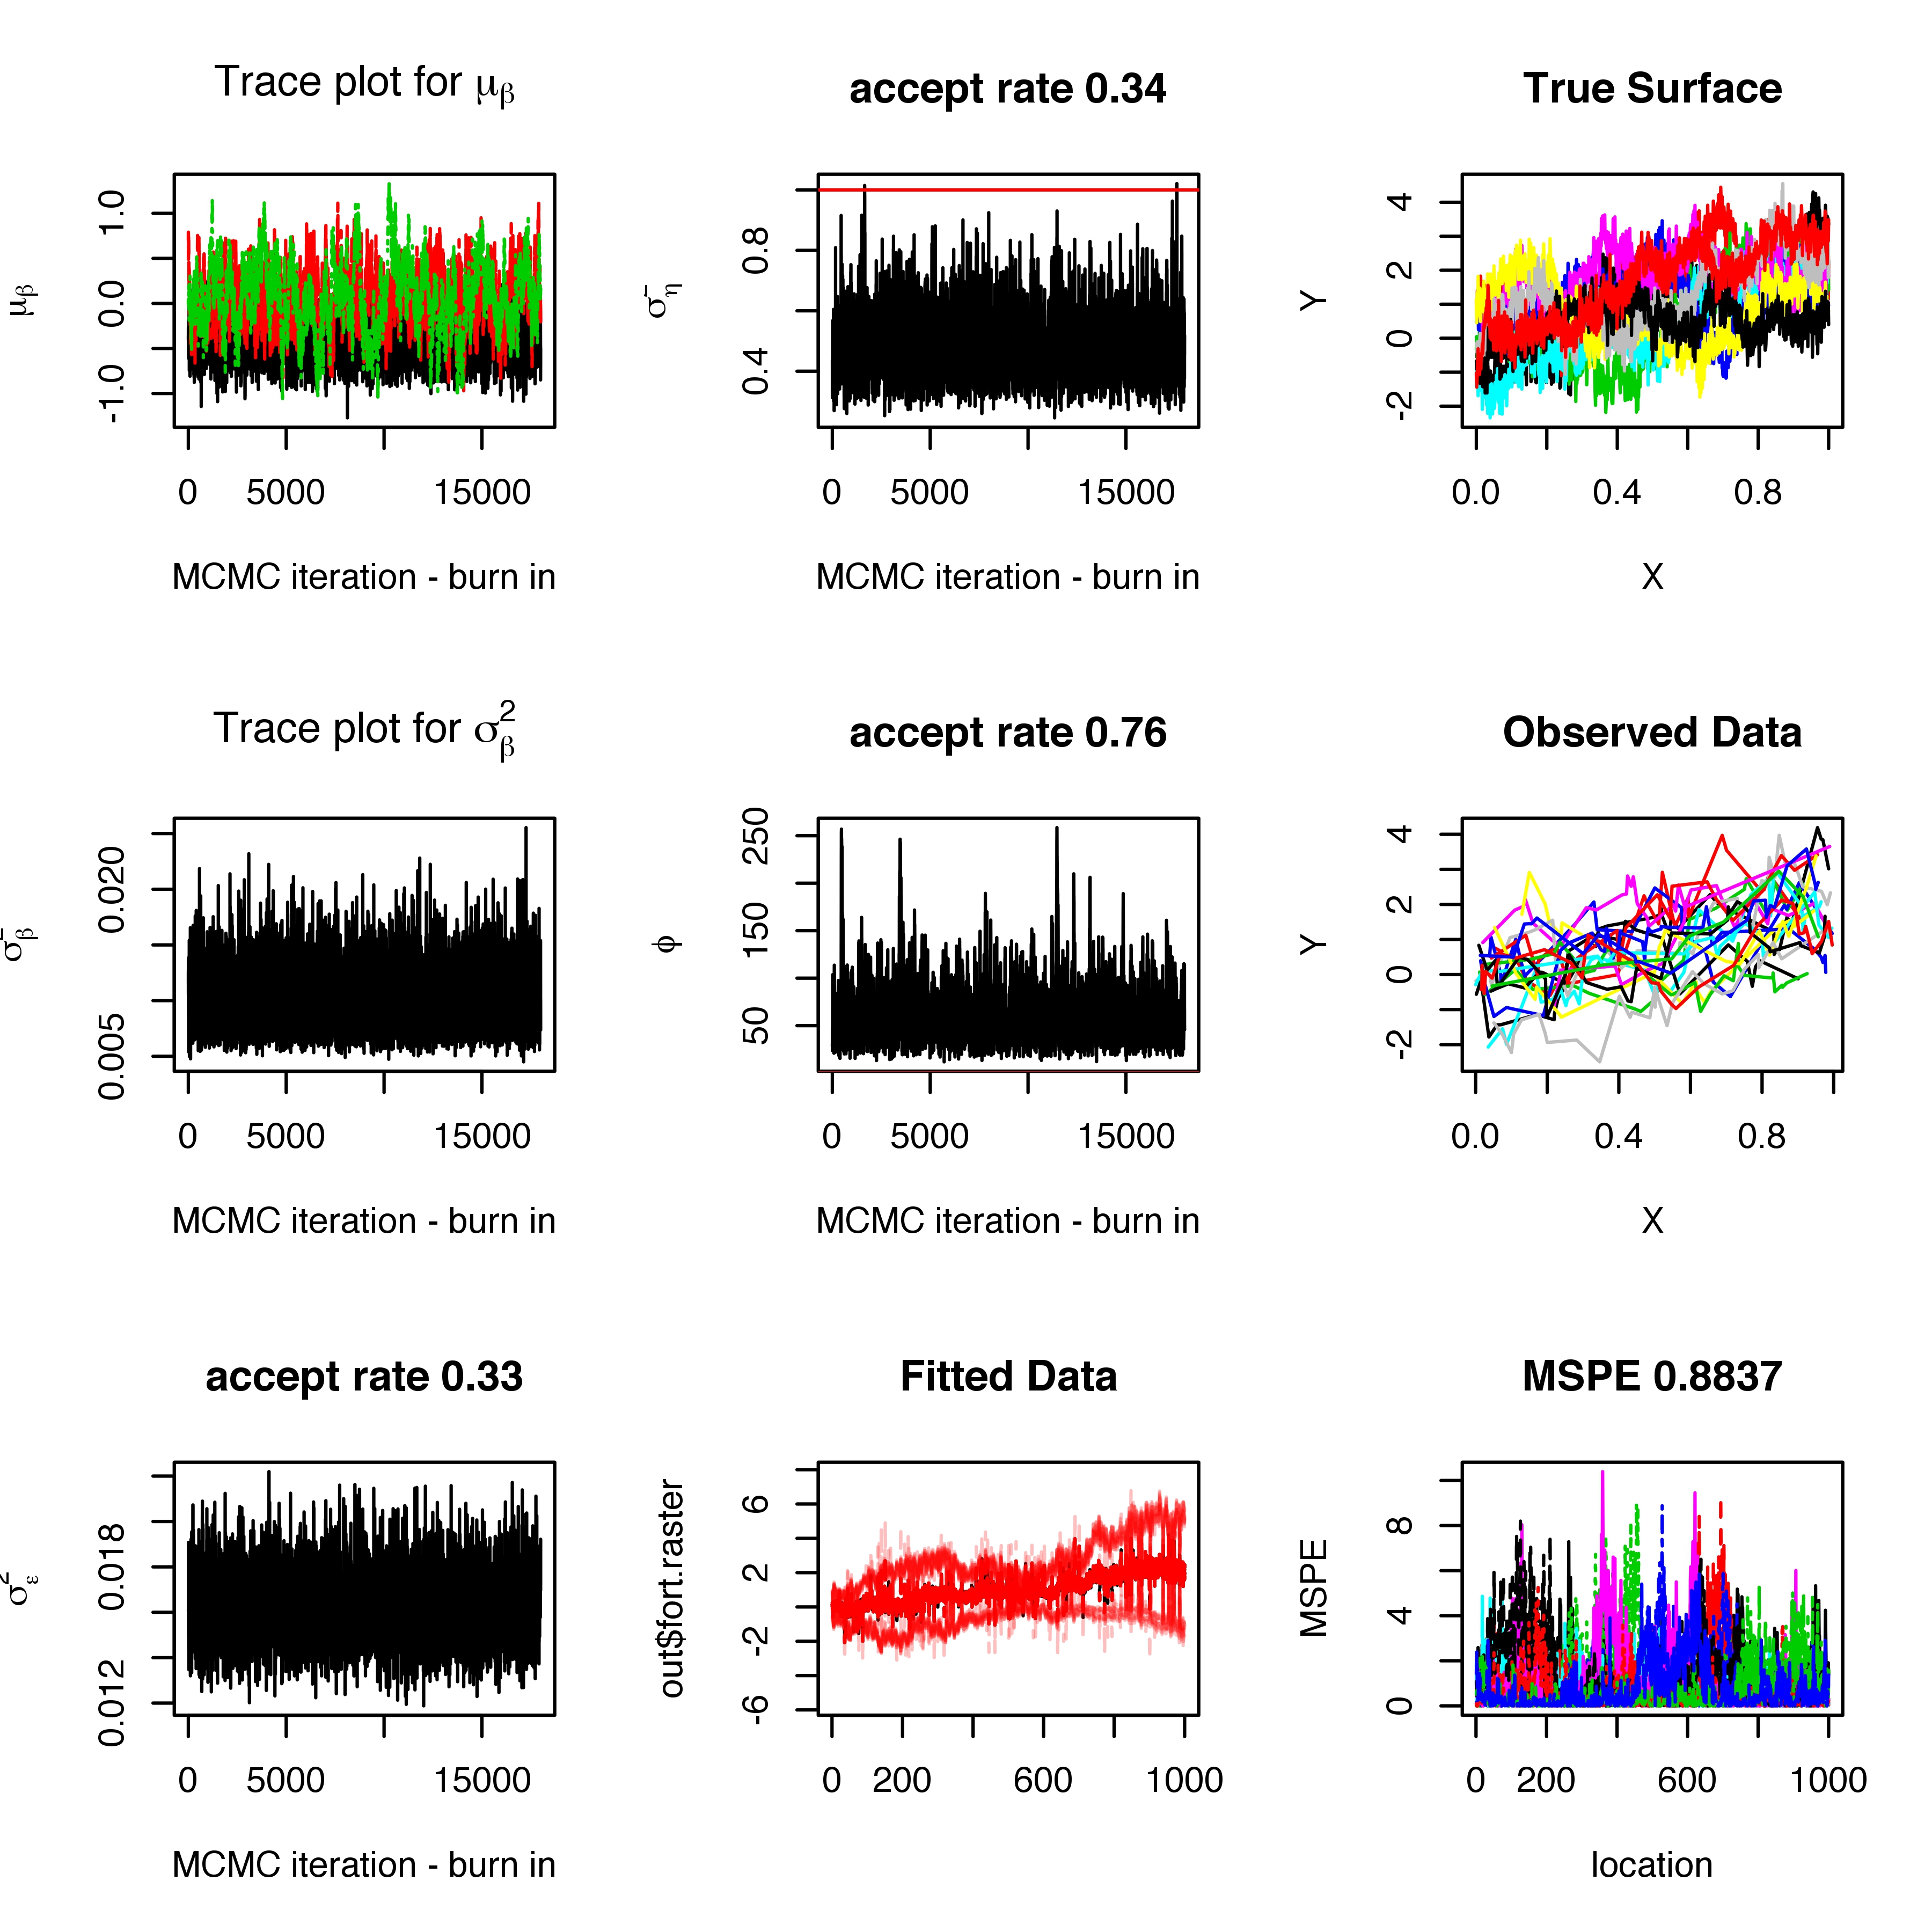 Trace plot for μβ
μβ
1.0
0.0
-1.0
0 5000 15000
MCMC iteration - burn in
accept rate 0.34
ση
0.8
0.4
0 5000 15000
MCMC iteration - burn in
True Surface
Y
4
2
0
-2
0.0 0.4 0.8
X
Trace plot for σβ2
σβ
0.020
0.005
0 5000 15000
MCMC iteration - burn in
accept rate 0.76
ϕ
250
150
50
0 5000 15000
MCMC iteration - burn in
Observed Data
Y
4
2
0
-2
0.0 0.4 0.8
X
accept rate 0.33
σε2
0.018
0.012
0 5000 15000
MCMC iteration - burn in
Fitted Data
out$fort.raster
6
2
-2
-6
0 200 600 1000
MSPE 0.8837
MSPE
8
4
0
0 200 600 1000
location